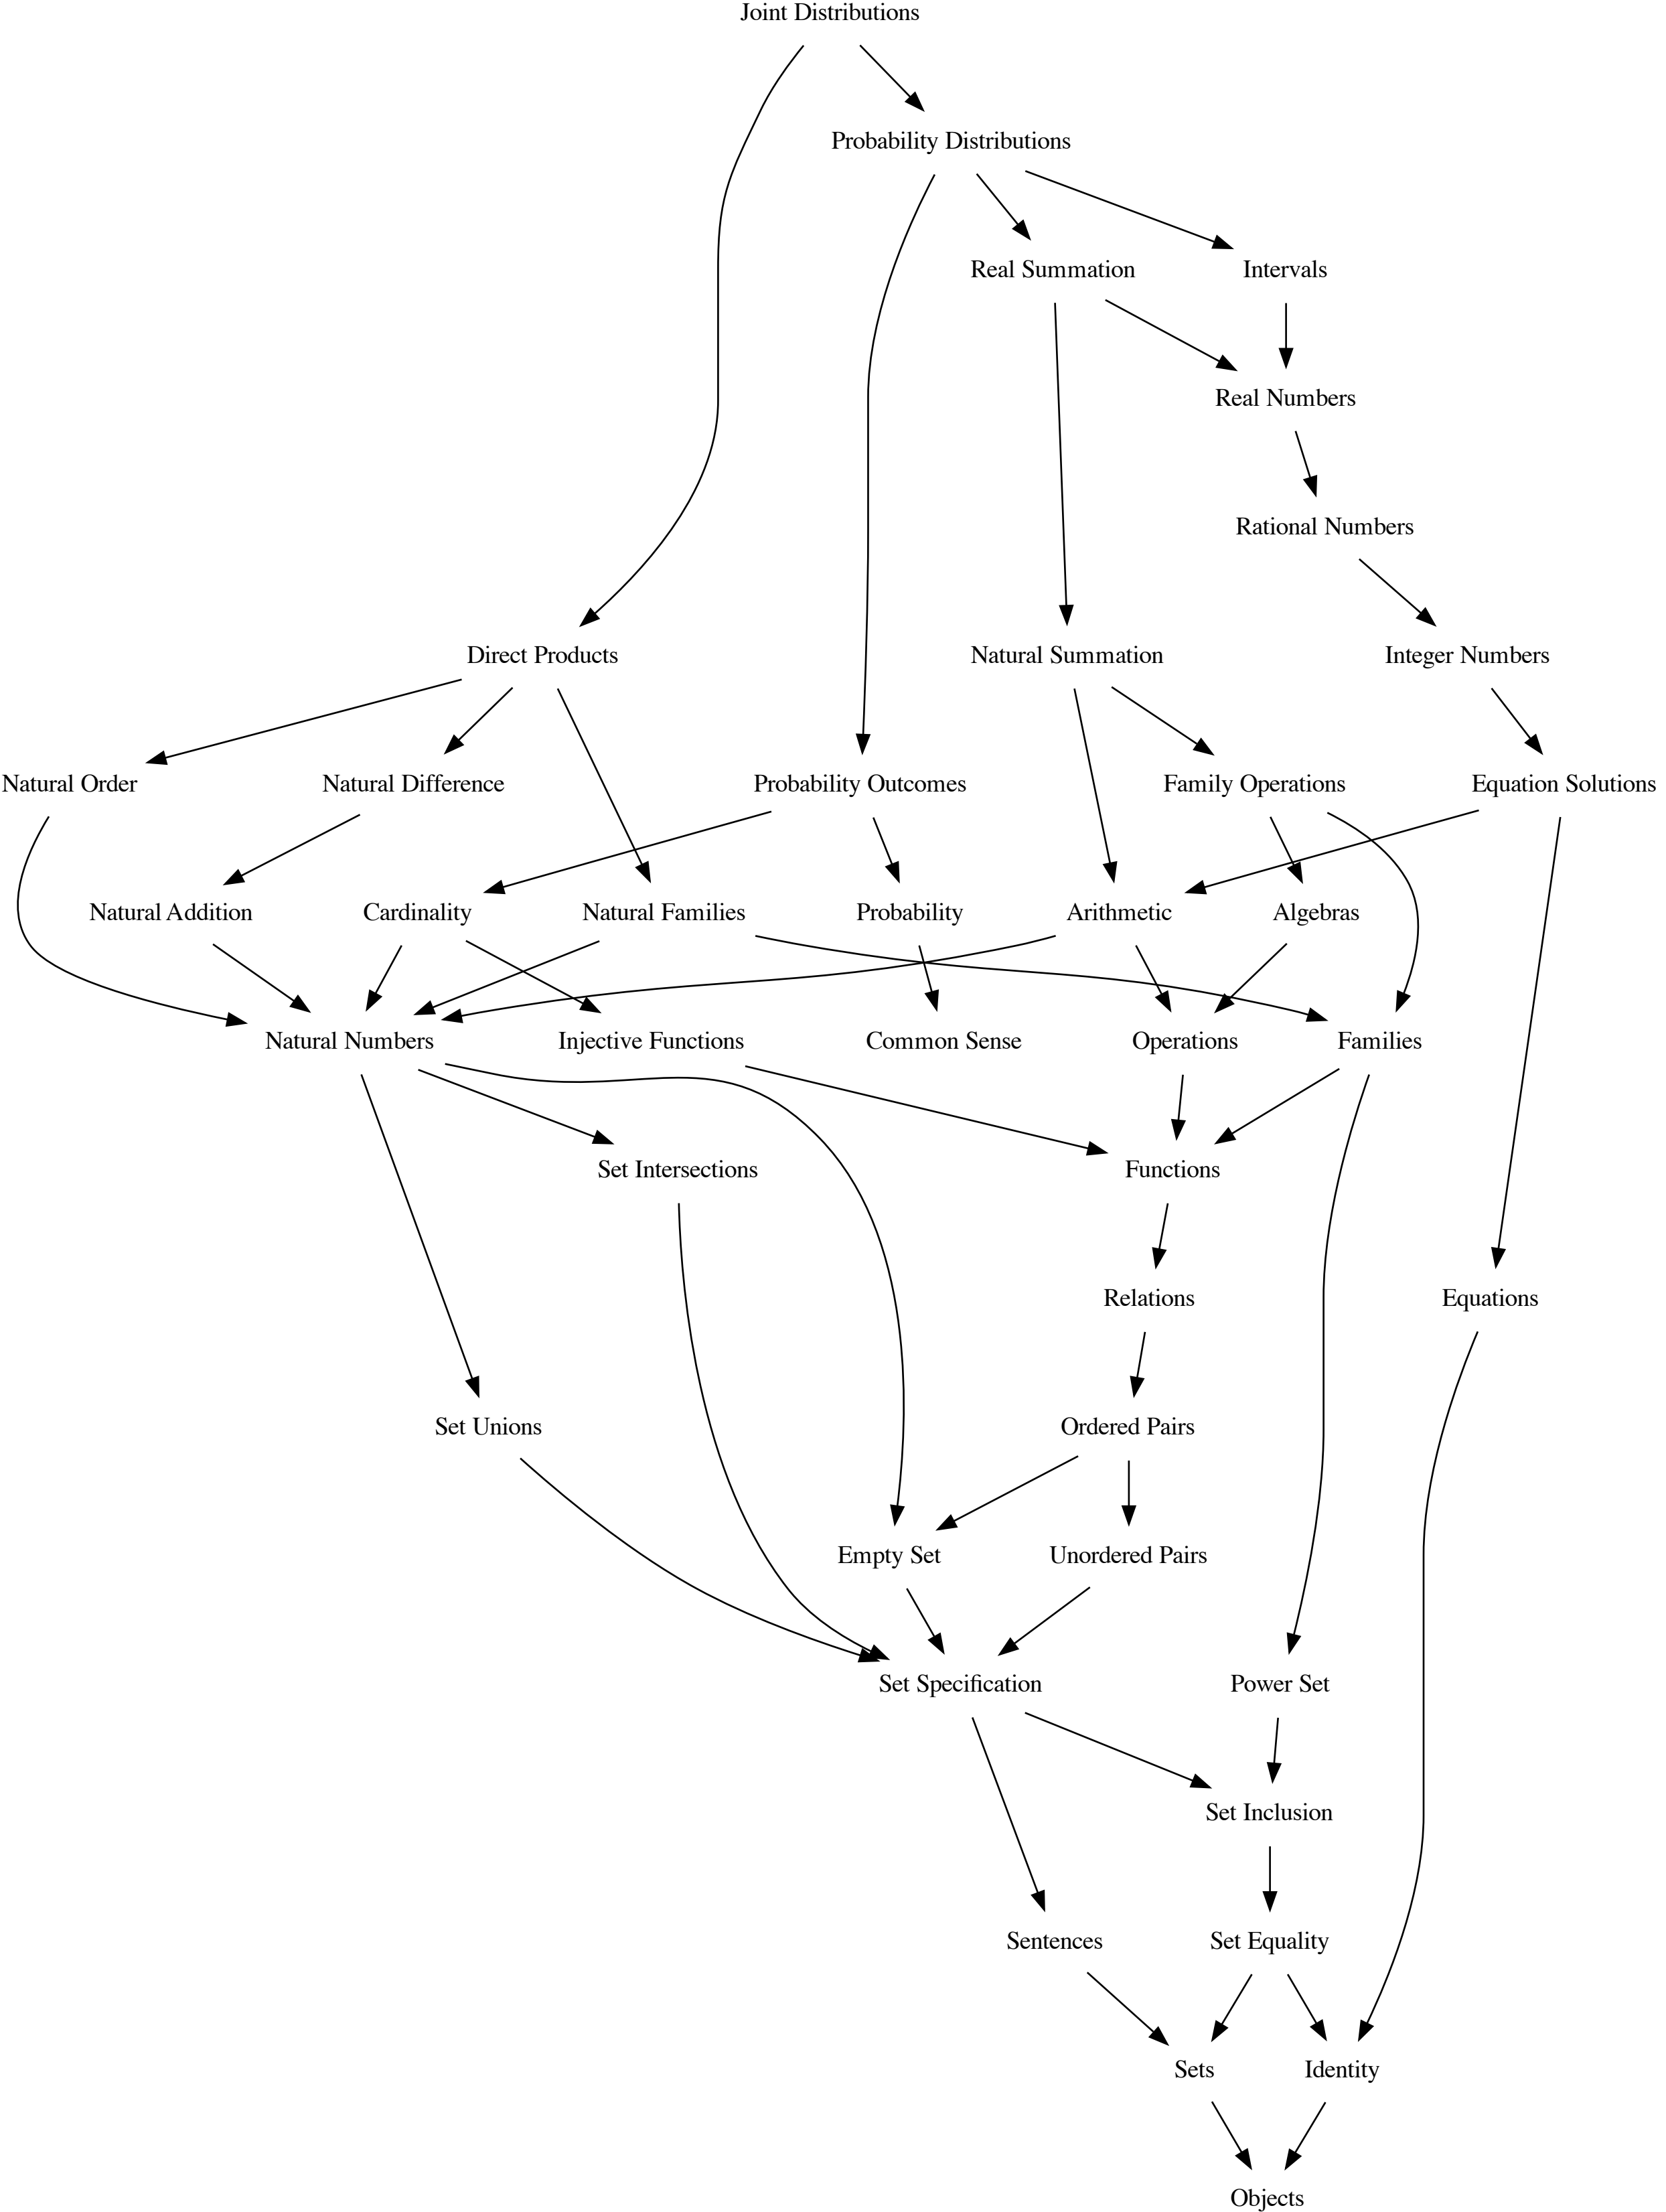 Joint Distributions
Probability Distributions
Real Summation
Intervals
Real Numbers
Rational Numbers
Direct Products
Natural Summation
Integer Numbers
Natural Order
Natural Difference
Probability Outcomes
Family Operations
Equation Solutions
Natural Addition
Cardinality
Natural Families
Probability
Arithmetic
Algebras
Natural Numbers
Injective Functions
Common Sense
Operations
Families
Set Intersections
Functions
Relations
Equations
Set Unions
Ordered Pairs
Empty Set
Unordered Pairs
Set Specification
Power Set
Set Inclusion
Sentences
Set Equality
Sets
Identity
Objects